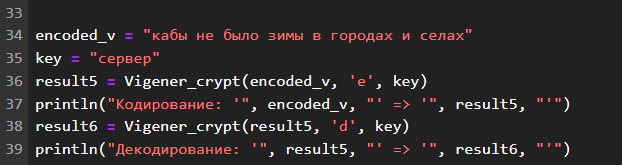 33
34 encoded_v = "кабы не было зимы в городах и селах"
35 key = "сервер"
36 result5 = Vigener_crypt(encoded_v, 'e', key)
37 println("Кодирование: '", encoded_v, "' => '", result5, "'")
38 result6 = Vigener_crypt(result5, 'd', key)
39 println("Декодирование: '", result5, "' => '", result6, "'")